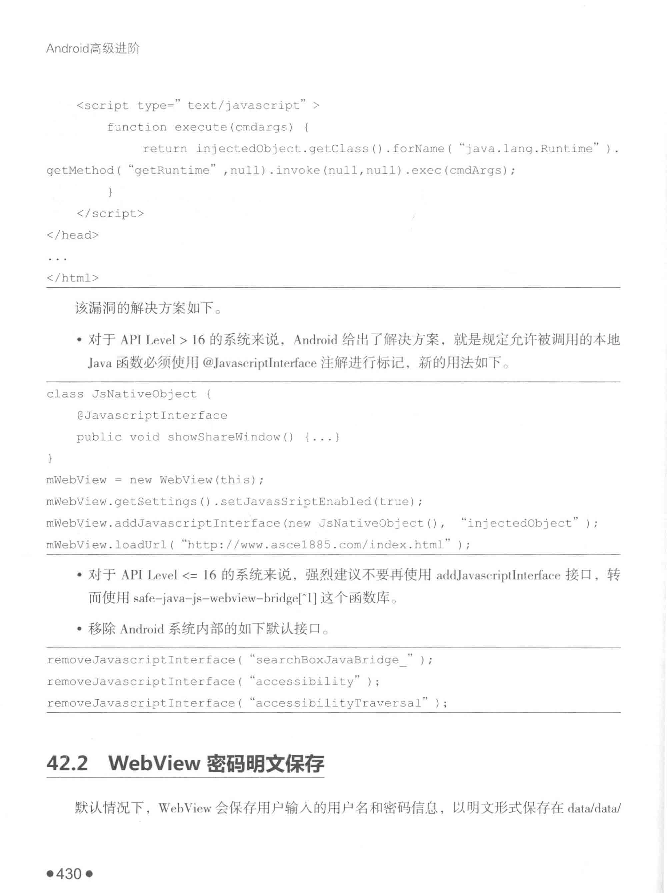 Android高级进阶
<script type=" text/javascript" >
function execute(cmdargs) {
return injectedObject.getClass().forName( "java.lang.Runtime" ).
getMethod( "getRuntime" ,null).invoke(null,null).exec(cmdArgs);
}
</script>
</head>
...
</html>
该漏洞的解决方案如下。
• 对于 API Level > 16 的系统来说，Android 给出了解决方案，就是规定允许被调用的本地
Java 函数必须使用 @JavascriptInterface 注解进行标记，新的用法如下。
class JsNativeObject {
@JavascriptInterface
public void showShareWindow() {...}
}
mWebView = new WebView(this);
mWebView.getSettings().setJavasSriptEnabled(true);
mWebView.addJavascriptInterface(new JsNativeObject(), "injectedObject" );
mWebView.loadUrl( "http://www.asce1885.com/index.html" );
• 对于 API Level <= 16 的系统来说，强烈建议不要再使用 addJavascriptInterface 接口，转
而使用 safe-java-js-webview-bridge[^1] 这个函数库。
• 移除 Android 系统内部的如下默认接口。
removeJavascriptInterface( "searchBoxJavaBridge_" );
removeJavascriptInterface( "accessibility" );
removeJavascriptInterface( "accessibilityTraversal" );
42.2 WebView 密码明文保存
默认情况下，WebView 会保存用户输入的用户名和密码信息，以明文形式保存在 data/data/
●430●